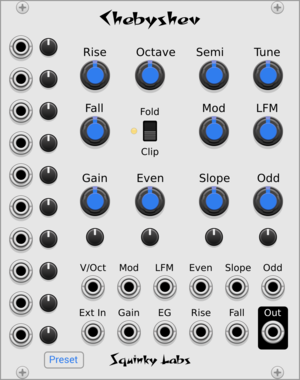 Chebyshev
Rise Octave Semi Tune
Fall Fold Mod LFM
Clip
Gain Even Slope Odd
V/Oct Mod LFM Even Slope Odd
Ext In Gain EG Rise Fall Out
Preset Squinky Labs